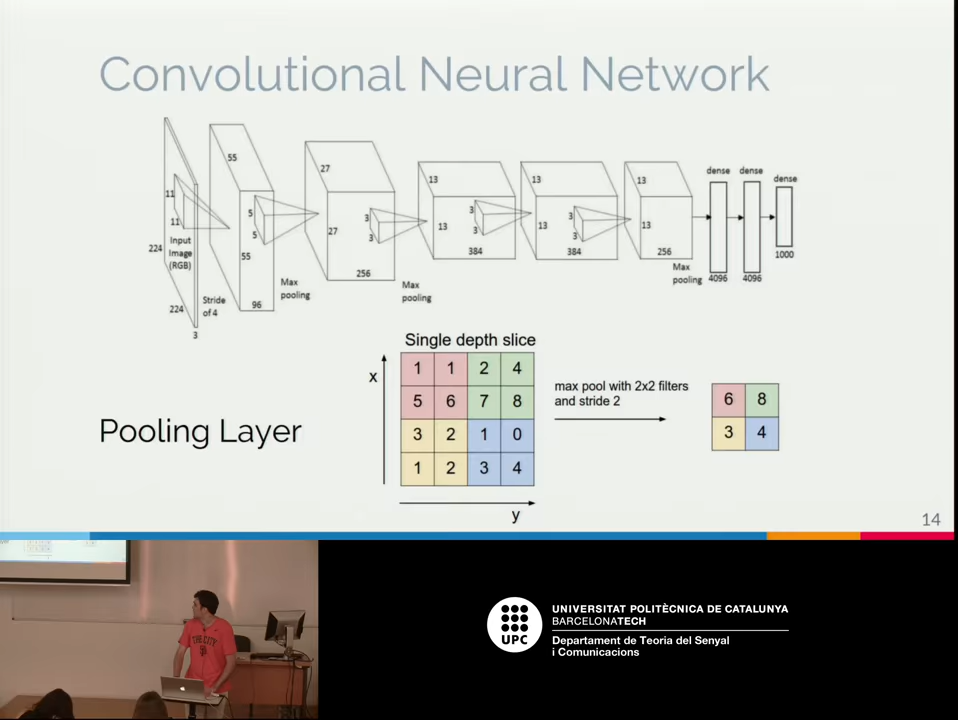 Convolutional Neural Network
55
27
13
13
13
dense
dense
dense
11
11
5
5
3
3
3
3
3
3
224
Input
Image
(RGB)
55
27
13
13
13
384
384
256
1000
256
224
Stride
of 4
96
Max
pooling
Max
pooling
Max
pooling
4096
4096
3
Single depth slice
x
1 1 2 4
5 6 7 8
3 2 1 0
1 2 3 4
y
max pool with 2x2 filters
and stride 2
6 8
3 4
Pooling Layer
14
THE CITY
UPC
UNIVERSITAT POLITÈCNICA DE CATALUNYA
BARCELONATECH
Departament de Teoria del Senyal
i Comunicacions